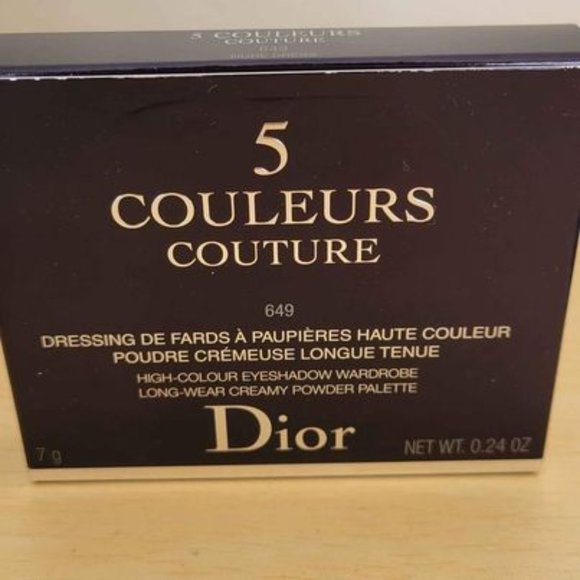 5 COULEURS
COUTURE
649
5
COULEURS
COUTURE
649
DRESSING DE FARDS À PAUPIÈRES HAUTE COULEUR
POUDRE CRÉMEUSE LONGUE TENUE
HIGH-COLOUR EYESHADOW WARDROBE
LONG-WEAR CREAMY POWDER PALETTE
7 g
Dior
NET WT. 0.24 OZ